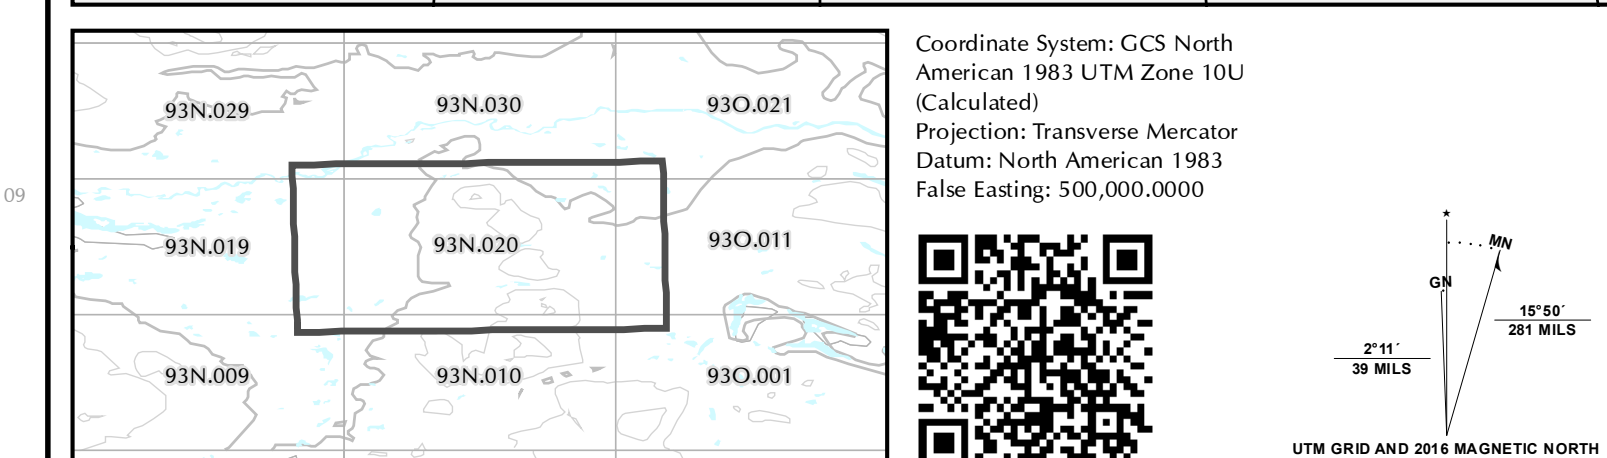 93N.029 93N.030 93O.021
93N.019 93N.020 93O.011
93N.009 93N.010 93O.001
09
Coordinate System: GCS North
American 1983 UTM Zone 10U
(Calculated)
Projection: Transverse Mercator
Datum: North American 1983
False Easting: 500,000.0000
MN
GN
15°50´
281 MILS
2°11´
39 MILS
UTM GRID AND 2016 MAGNETIC NORTH